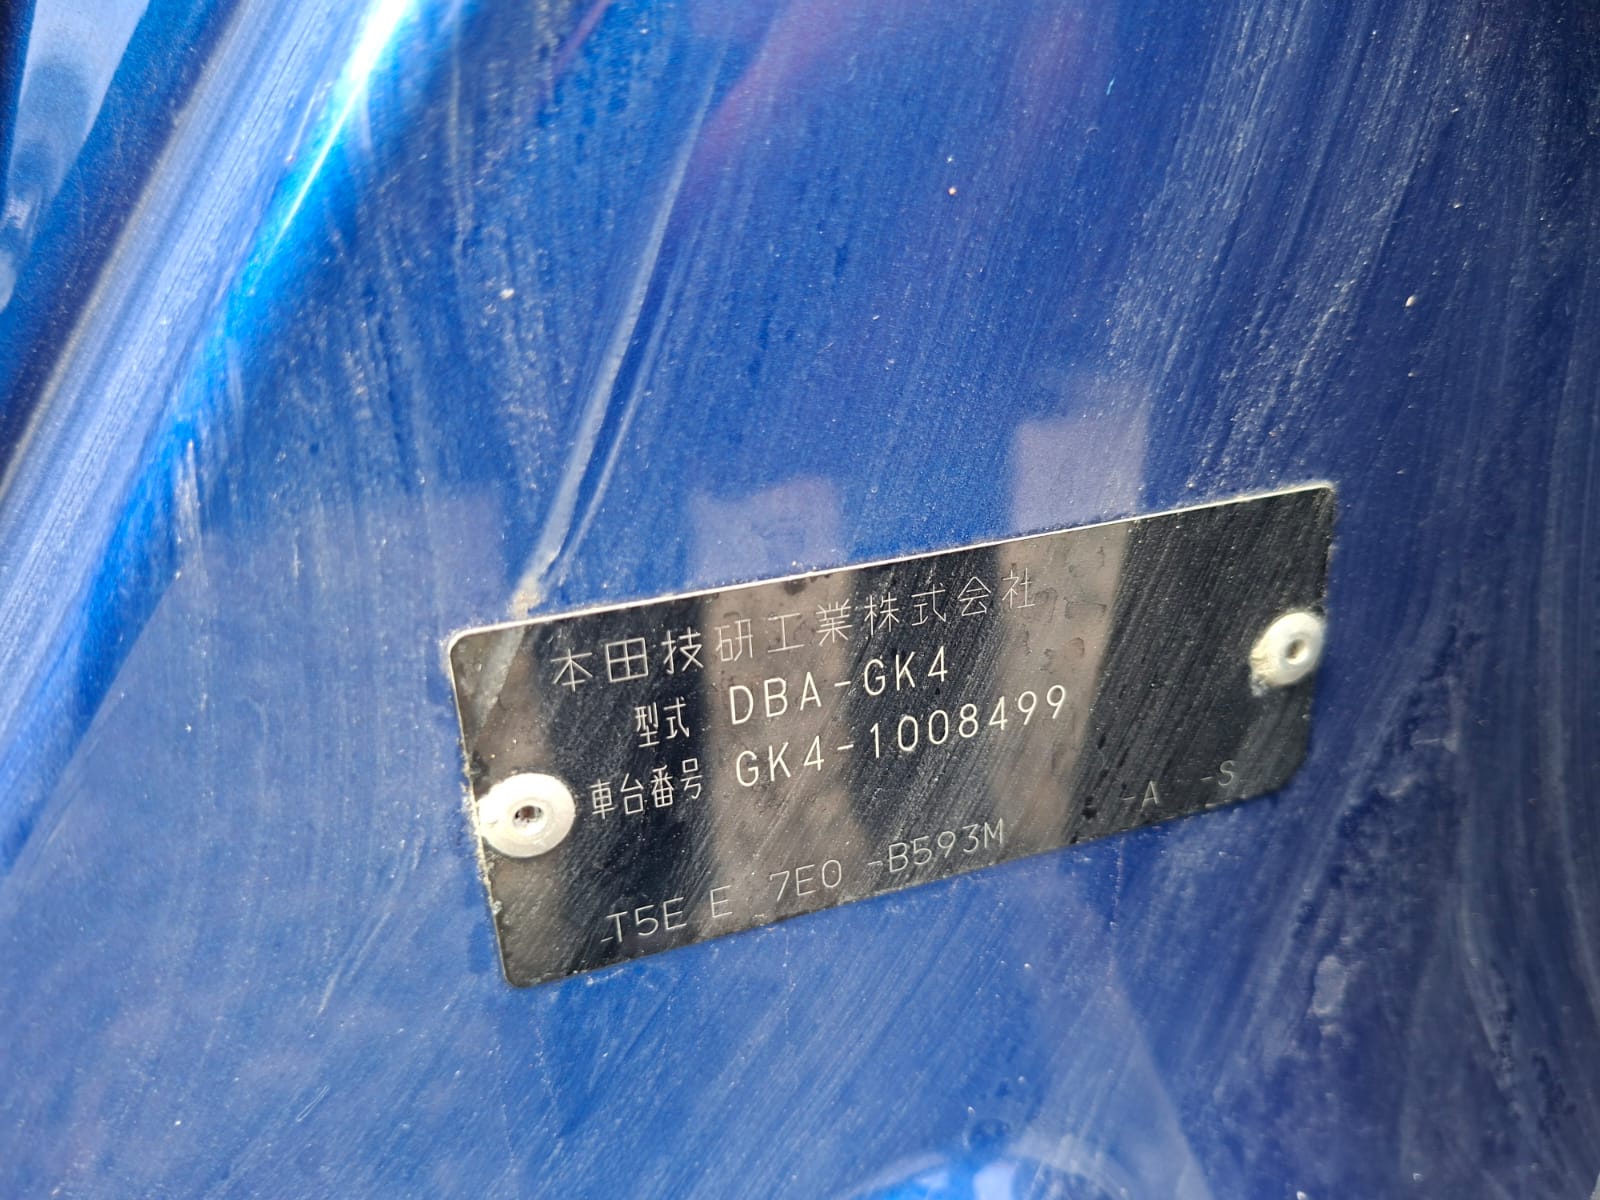 本田技研工業株式会社
型式 DBA-GK4
車台番号 GK4-1008499
T5E E 7E0 -B593M -A -S